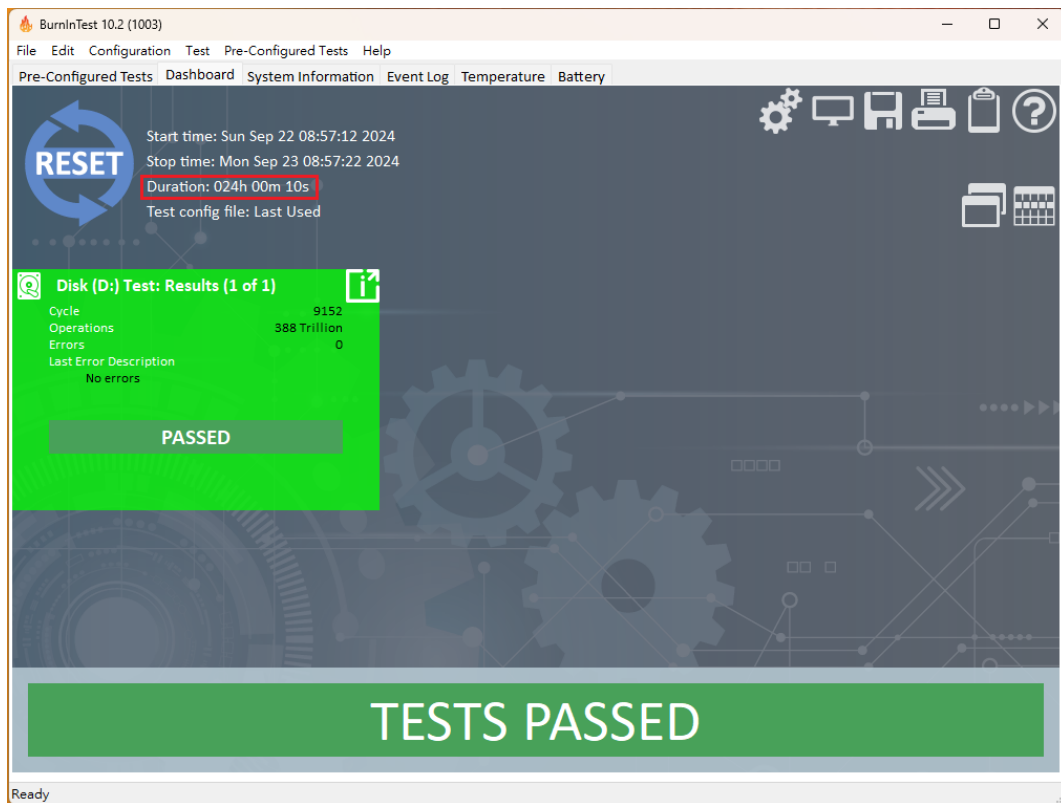 BurnInTest 10.2 (1003)
File Edit Configuration Test Pre-Configured Tests Help
Pre-Configured Tests Dashboard System Information Event Log Temperature Battery
RESET
Start time: Sun Sep 22 08:57:12 2024
Stop time: Mon Sep 23 08:57:22 2024
Duration: 024h 00m 10s
Test config file: Last Used
Disk (D:) Test: Results (1 of 1)
Cycle 9152
Operations 388 Trillion
Errors 0
Last Error Description
No errors
PASSED
TESTS PASSED
Ready